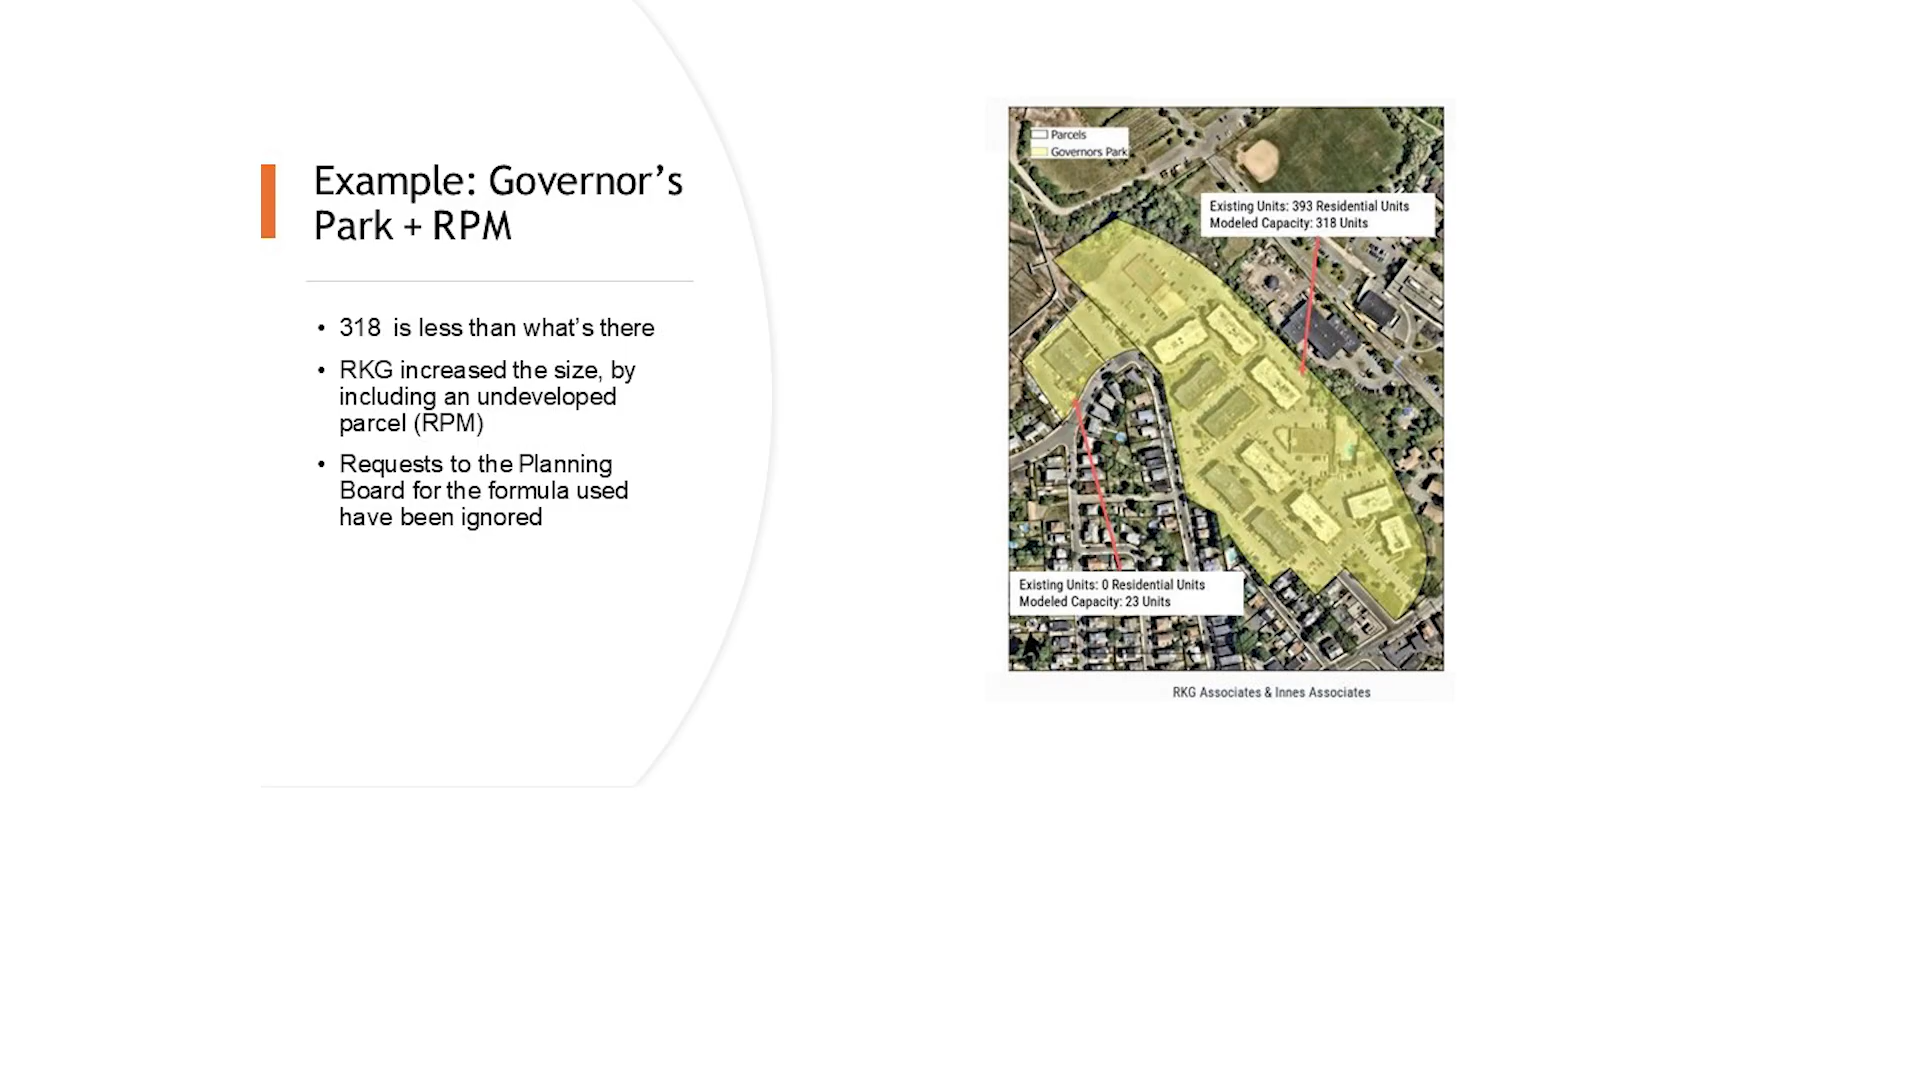 Example: Governor’s
Park + RPM
• 318 is less than what’s there
• RKG increased the size, by
including an undeveloped
parcel (RPM)
• Requests to the Planning
Board for the formula used
have been ignored
Parcels
Governors Park
Existing Units: 393 Residential Units
Modeled Capacity: 318 Units
Existing Units: 0 Residential Units
Modeled Capacity: 23 Units
RKG Associates & Innes Associates